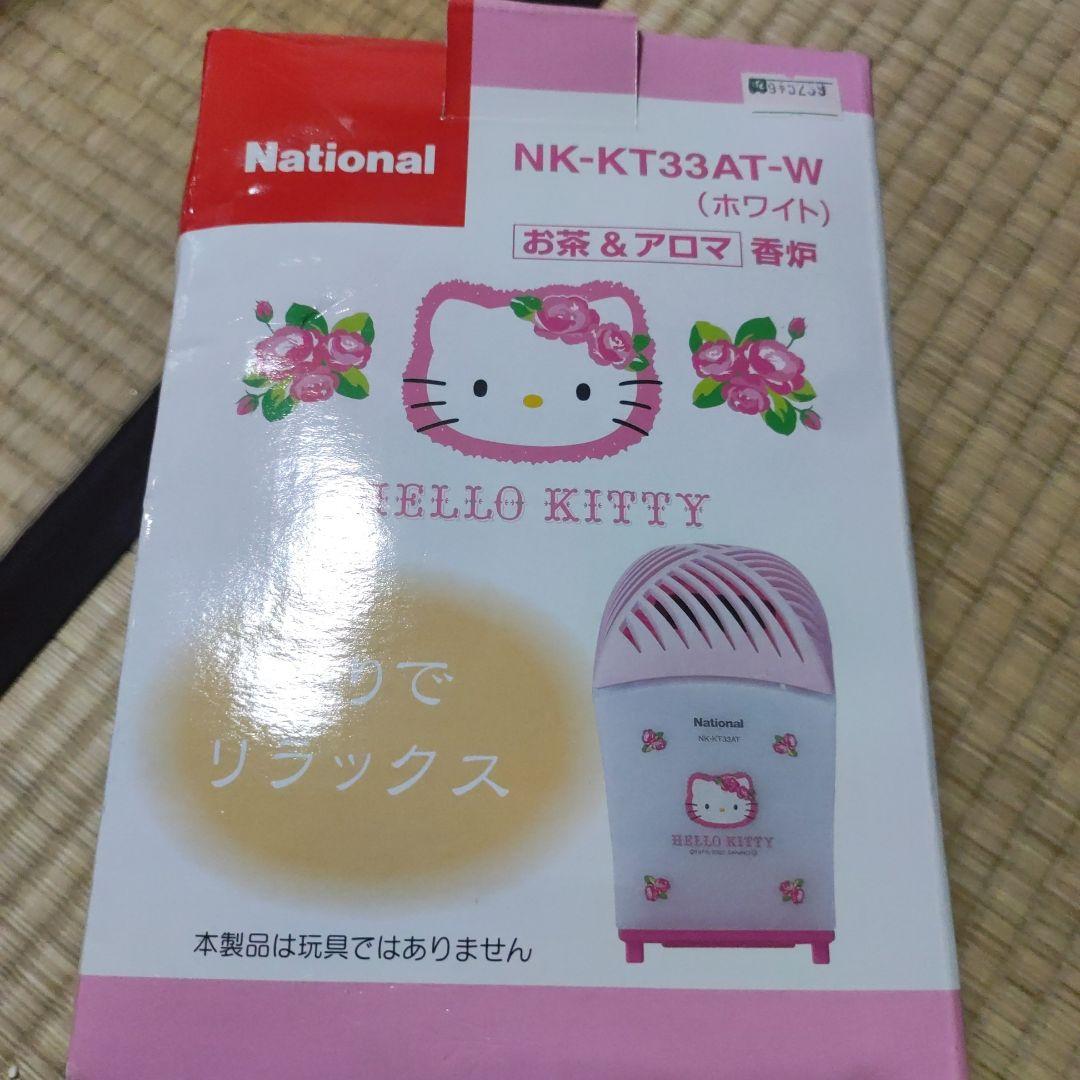 National
NK-KT33AT-W
(ホワイト)
お茶&アロマ 香炉
HELLO KITTY
りで
リラックス
National
NK-KT33AT
HELLO KITTY
本製品は玩具ではありません